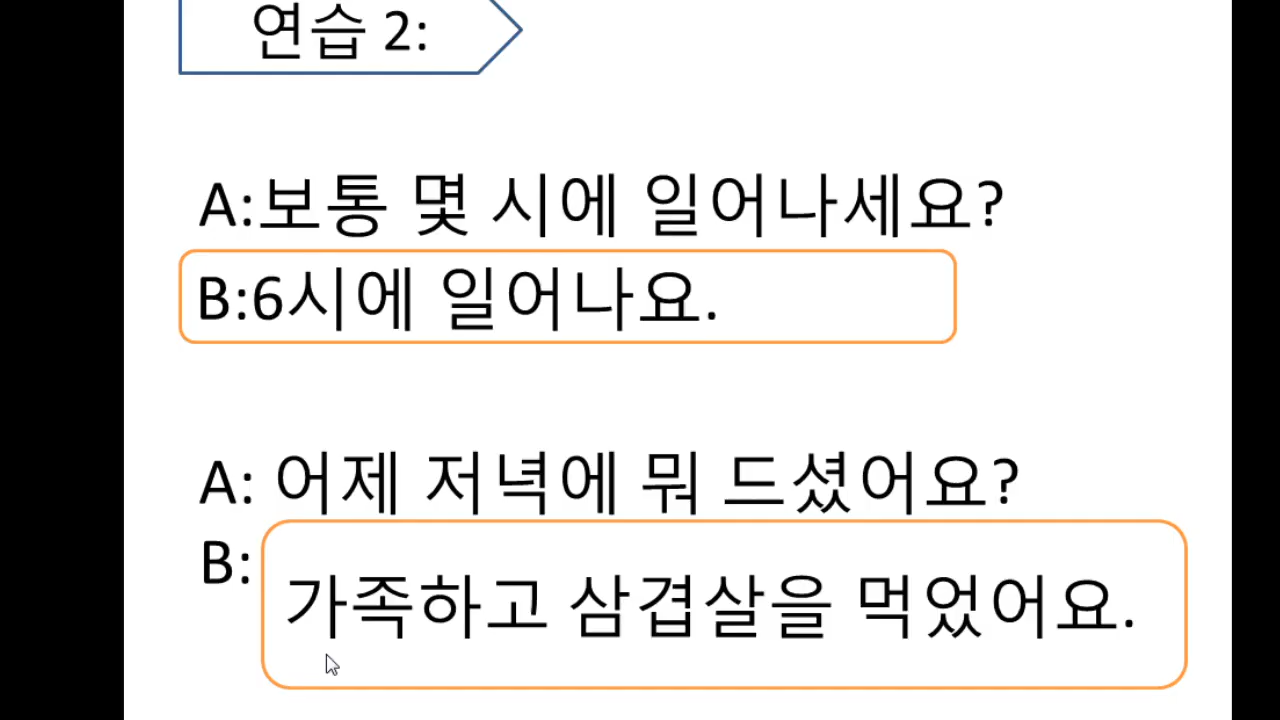 연습 2:
A:보통 몇 시에 일어나세요?
B:6시에 일어나요.
A: 어제 저녁에 뭐 드셨어요?
B:
가족하고 삼겹살을 먹었어요.